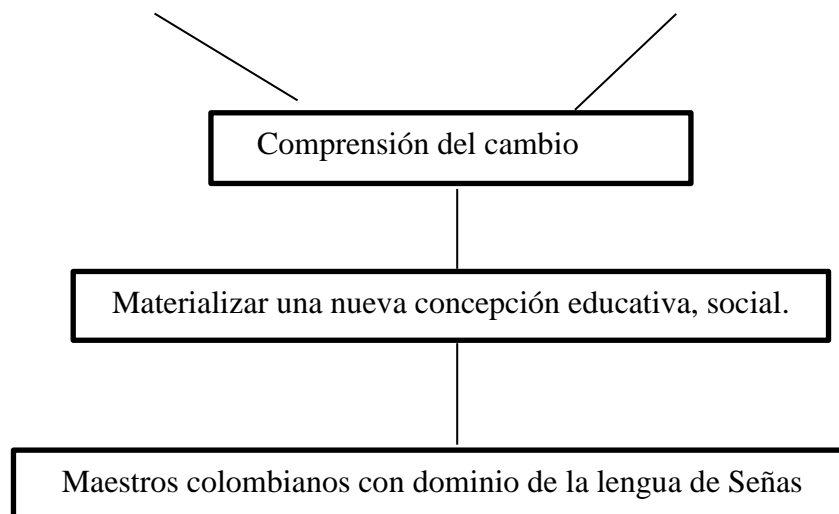 Comprensión del cambio
Materializar una nueva concepción educativa, social.
Maestros colombianos con dominio de la lengua de Señas